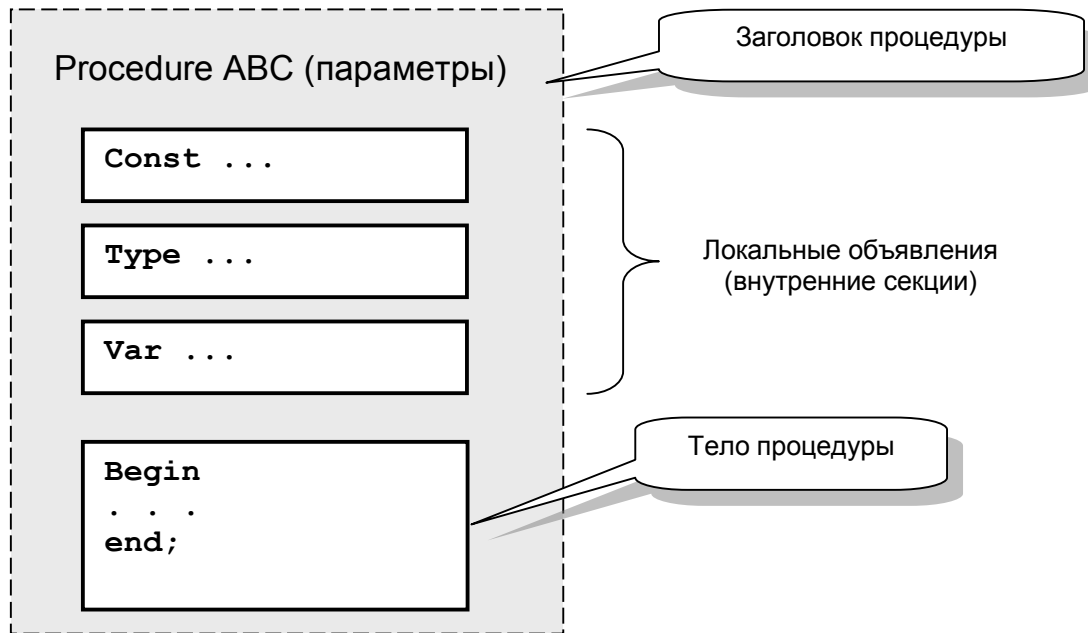 Заголовок процедуры
Procedure ABC (параметры)
Const ...
Type ...
Локальные объявления
(внутренние секции)
Var ...
Тело процедуры
Begin
. . .
end;